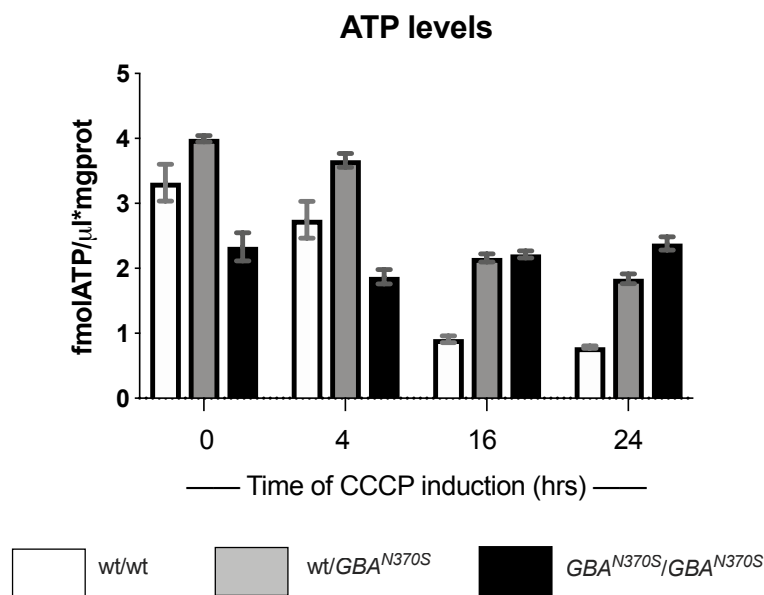 ATP levels
fmolATP/μl*mgprot
5
4
3
2
1
0
0 4 16 24
Time of CCCP induction (hrs)
wt/wt wt/GBA^N370S GBA^N370S/GBA^N370S